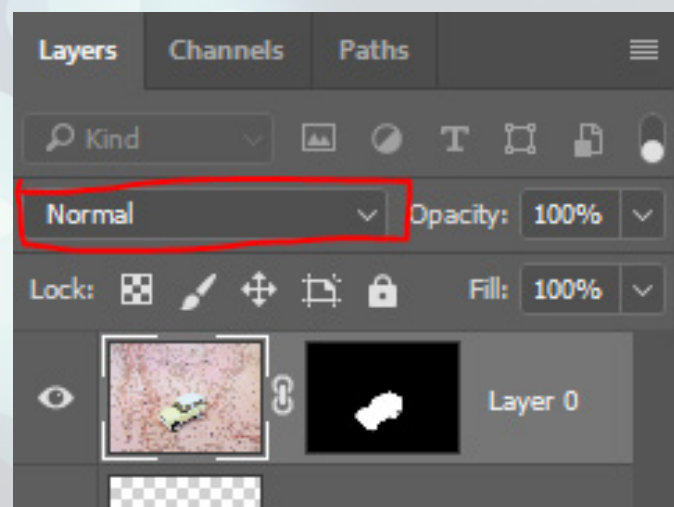 Layers Channels Paths
Kind
Normal Opacity: 100%
Lock: Fill: 100%
Layer 0